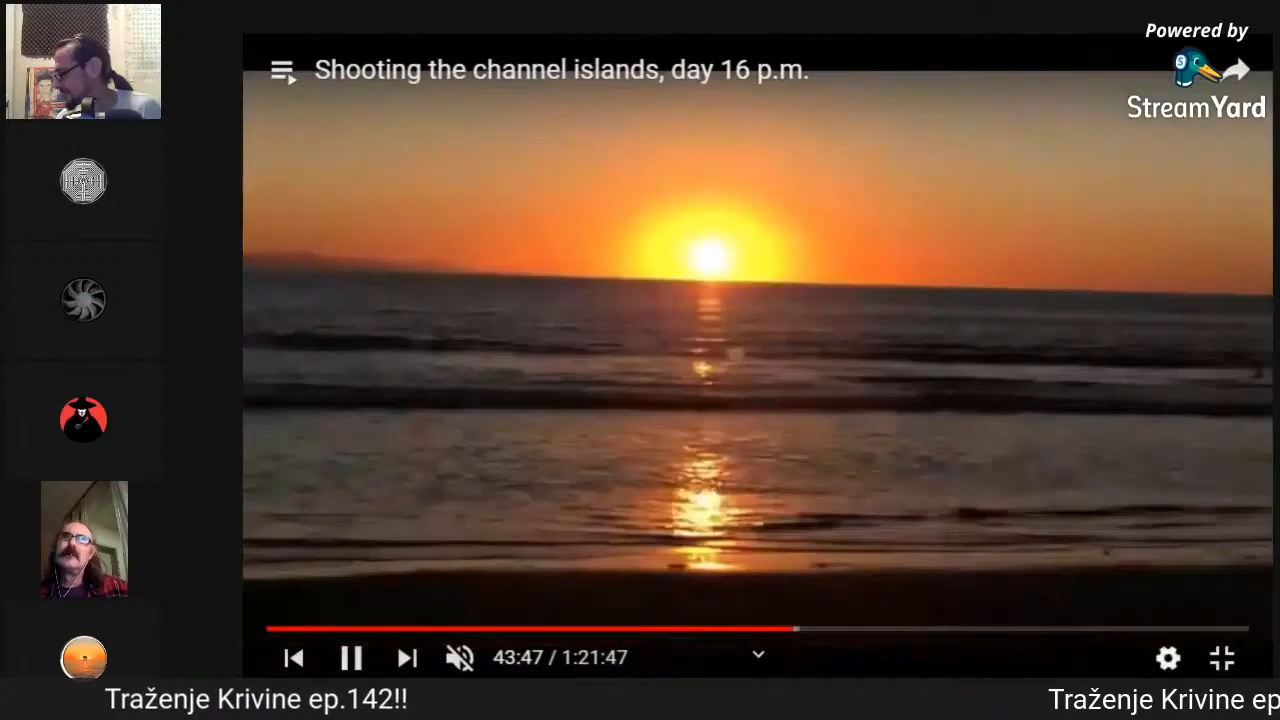 Powered by
StreamYard
Shooting the channel islands, day 16 p.m.
43:47 / 1:21:47
Traženje Krivine ep.142!!
Traženje Krivine ep